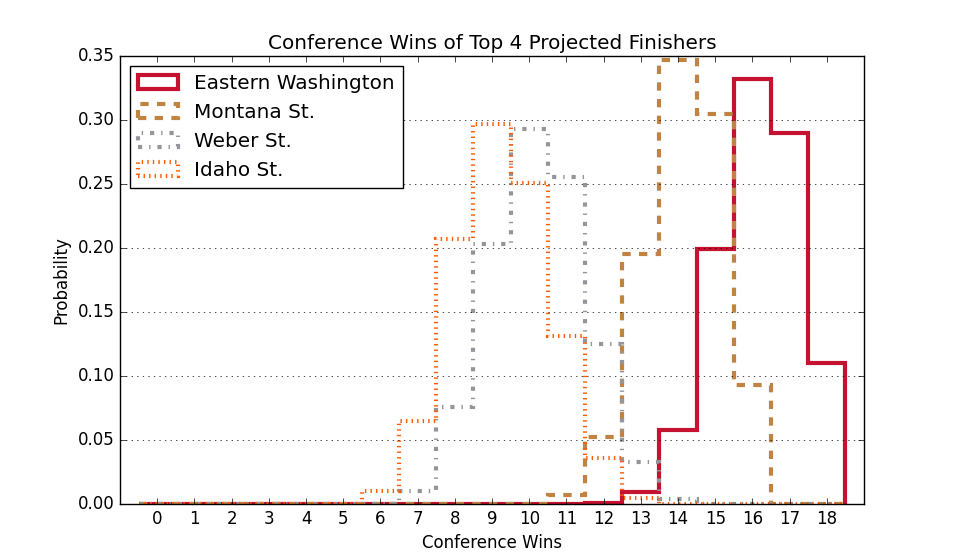 Conference Wins of Top 4 Projected Finishers
Eastern Washington
Montana St.
Weber St.
Idaho St.
0.35
0.30
0.25
0.20
0.15
0.10
0.05
0.00
Probability
0 1 2 3 4 5 6 7 8 9 10 11 12 13 14 15 16 17 18
Conference Wins